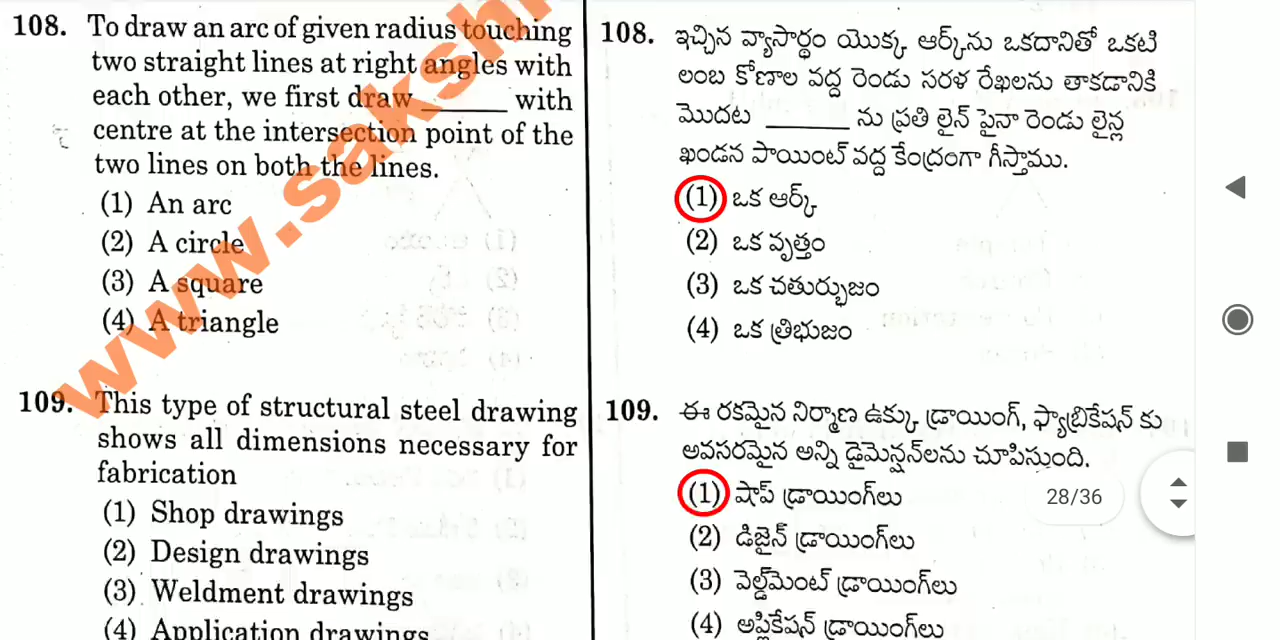 108. To draw an arc of given radius touching
two straight lines at right angles with
each other, we first draw ______ with
centre at the intersection point of the
two lines on both the lines.
(1) An arc
(2) A circle
(3) A square
(4) A triangle
109. This type of structural steel drawing
shows all dimensions necessary for
fabrication
(1) Shop drawings
(2) Design drawings
(3) Weldment drawings
(4) Application drawings
www.sakshi
108. ఇచ్చిన వ్యాసార్థం యొక్క ఆర్క్‌ను ఒకదానితో ఒకటి
లంబ కోణాల వద్ద రెండు సరళ రేఖలను తాకడానికి
మొదట ______ ను ప్రతి లైన్ పైనా రెండు లైన్ల
ఖండన పాయింట్ వద్ద కేంద్రంగా గీస్తాము.
(1) ఒక ఆర్క్
(2) ఒక వృత్తం
(3) ఒక చతుర్భుజం
(4) ఒక త్రిభుజం
109. ఈ రకమైన నిర్మాణ ఉక్కు డ్రాయింగ్, ఫ్యాబ్రికేషన్ కు
అవసరమైన అన్ని డైమెన్షన్‌లను చూపిస్తుంది.
(1) షాప్ డ్రాయింగ్‌లు
(2) డిజైన్ డ్రాయింగ్‌లు
(3) వెల్డ్‌మెంట్ డ్రాయింగ్‌లు
(4) అప్లికేషన్ డ్రాయింగ్‌లు
28/36